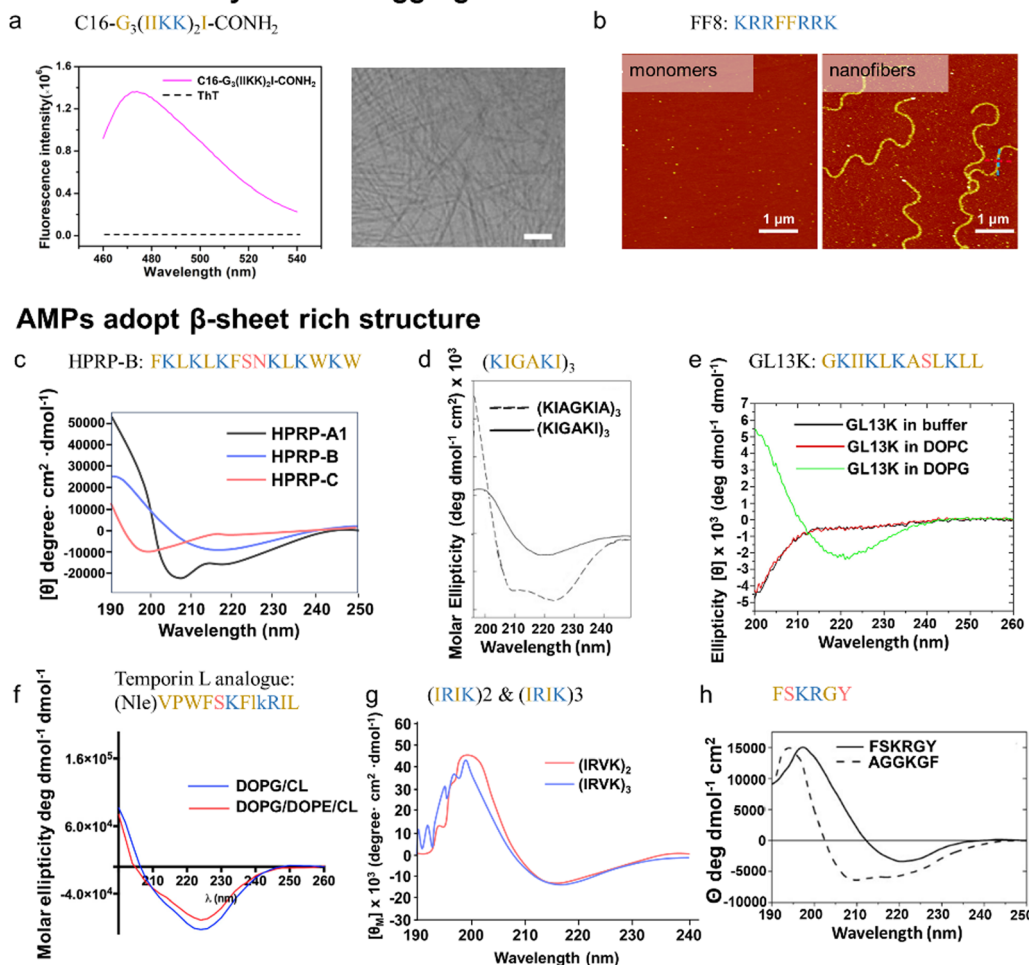 a
C16-G3(IIKK)2I-CONH2
Fluorescence intensity(·10⁶)
1.6
1.2
0.8
0.4
0.0
C16-G3(IIKK)2I-CONH2
ThT
460 480 500 520 540
Wavelength (nm)
b
FF8: KRRFFRRK
monomers
1 µm
nanofibers
1 µm
AMPs adopt β-sheet rich structure
c
HPRP-B: FKLKLKFSNKLKWKW
[θ] degree· cm² ·dmol⁻¹
50000
40000
30000
20000
10000
0
-10000
-20000
HPRP-A1
HPRP-B
HPRP-C
190 200 210 220 230 240 250
Wavelength (nm)
d
(KIGAKI)3
Molar Ellipticity (deg dmol⁻¹ cm²) x 10³
(KIAGKIA)3
(KIGAKI)3
200 210 220 230 240
Wavelength (nm)
e
GL13K: GKIIKLKASLKLL
Ellipticity [θ] x 10³ (deg dmol⁻¹)
7
6
5
4
3
2
1
0
-1
-2
-3
-4
-5
GL13K in buffer
GL13K in DOPC
GL13K in DOPG
200 210 220 230 240 250 260
Wavelength (nm)
f
Temporin L analogue:
(Nle)VPWFSKFlkRIL
Molar ellipticity deg dmol⁻¹ dmol⁻¹
1.6×10⁵
6.0×10⁴
-4.0×10⁴
DOPG/CL
DOPG/DOPE/CL
210 220 230 240 250 260
λ (nm)
g
(IRIK)2 & (IRIK)3
[θM] x 10³ (degree· cm² ·dmol⁻¹)
60
50
40
30
20
10
0
-10
-20
-30
(IRVK)2
(IRVK)3
190 200 210 220 230 240
Wavelength (nm)
h
FSKRGY
Θ deg dmol⁻¹ cm²
15000
10000
5000
0
-5000
-10000
FSKRGY
AGGKGF
190 200 210 220 230 240 250
Wavelength (nm)